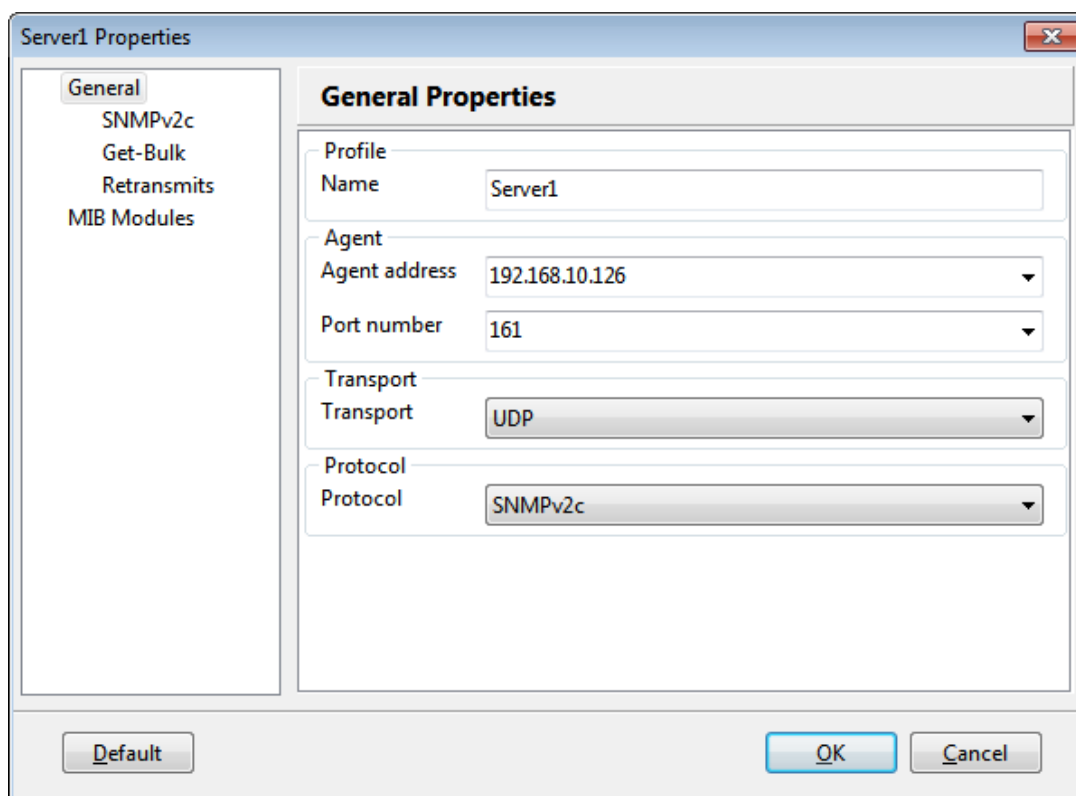 Server1 Properties
General
SNMPv2c
Get-Bulk
Retransmits
MIB Modules
General Properties
Profile
Name Server1
Agent
Agent address 192.168.10.126
Port number 161
Transport
Transport UDP
Protocol
Protocol SNMPv2c
Default OK Cancel